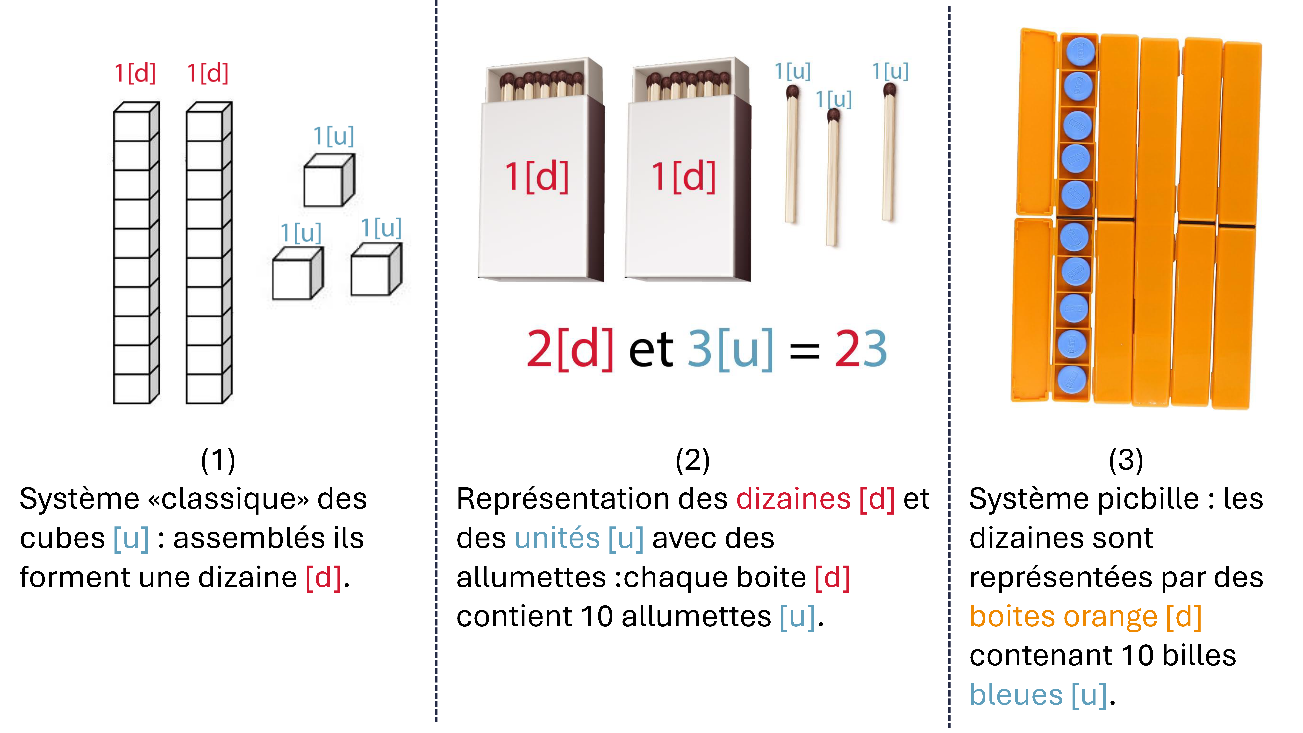 1[d] 1[d]
1[u]
1[u] 1[u]
(1)
Système «classique» des
cubes [u] : assemblés ils
forment une dizaine [d].
1[u] 1[u]
1[u]
1[d] 1[d]
2[d] et 3[u] = 23
(2)
Représentation des dizaines [d] et
des unités [u] avec des
allumettes :chaque boite [d]
contient 10 allumettes [u].
(3)
Système picbille : les
dizaines sont
représentées par des
boites orange [d]
contenant 10 billes
bleues [u].